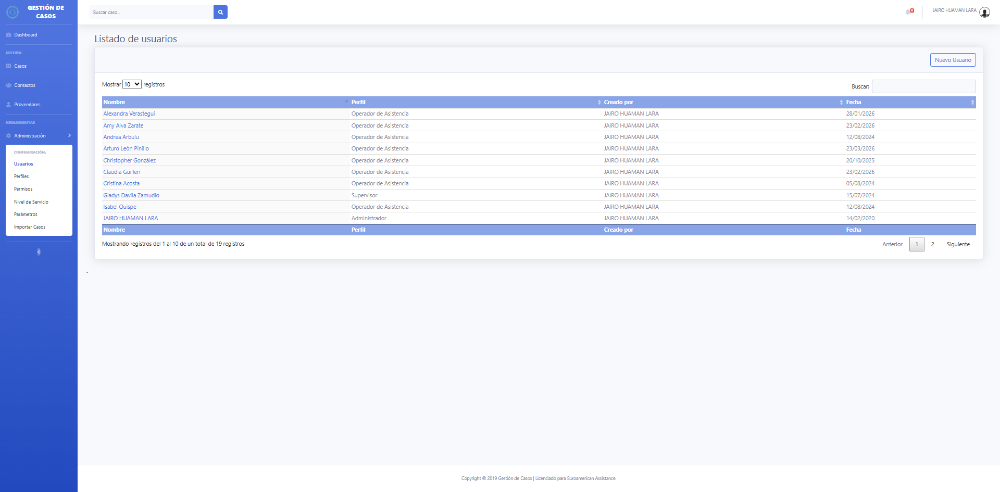 GESTIÓN DE
CASOS
Dashboard
GESTIÓN
Casos
Contactos
Proveedores
HERRAMIENTAS
Administración
CONFIGURACIÓN:
Usuarios
Perfiles
Permisos
Nivel de Servicio
Parámetros
Importar Casos
Buscar caso...
0
JAIRO HUAMAN LARA
Listado de usuarios
Nuevo Usuario
Mostrar 10 registros
Buscar:
Nombre Perfil Creado por Fecha
Alexandra Verastegui Operador de Asistencia JAIRO HUAMAN LARA 28/01/2026
Amy Alva Zarate Operador de Asistencia JAIRO HUAMAN LARA 23/02/2026
Andrea Arbulu Operador de Asistencia JAIRO HUAMAN LARA 12/08/2024
Arturo León Pinillo Operador de Asistencia JAIRO HUAMAN LARA 23/03/2026
Christopher González Operador de Asistencia JAIRO HUAMAN LARA 20/10/2025
Claudia Guillen Operador de Asistencia JAIRO HUAMAN LARA 23/02/2026
Cristina Acosta Operador de Asistencia JAIRO HUAMAN LARA 05/08/2024
Gladys Davila Zamudio Supervisor JAIRO HUAMAN LARA 15/07/2024
Isabel Quispe Operador de Asistencia JAIRO HUAMAN LARA 12/08/2024
JAIRO HUAMAN LARA Administrador JAIRO HUAMAN LARA 14/02/2020
Nombre Perfil Creado por Fecha
Mostrando registros del 1 al 10 de un total de 19 registros
Anterior 1 2 Siguiente
-
Copyright © 2019 Gestión de Casos | Licenciado para Euroamerican Assistance.